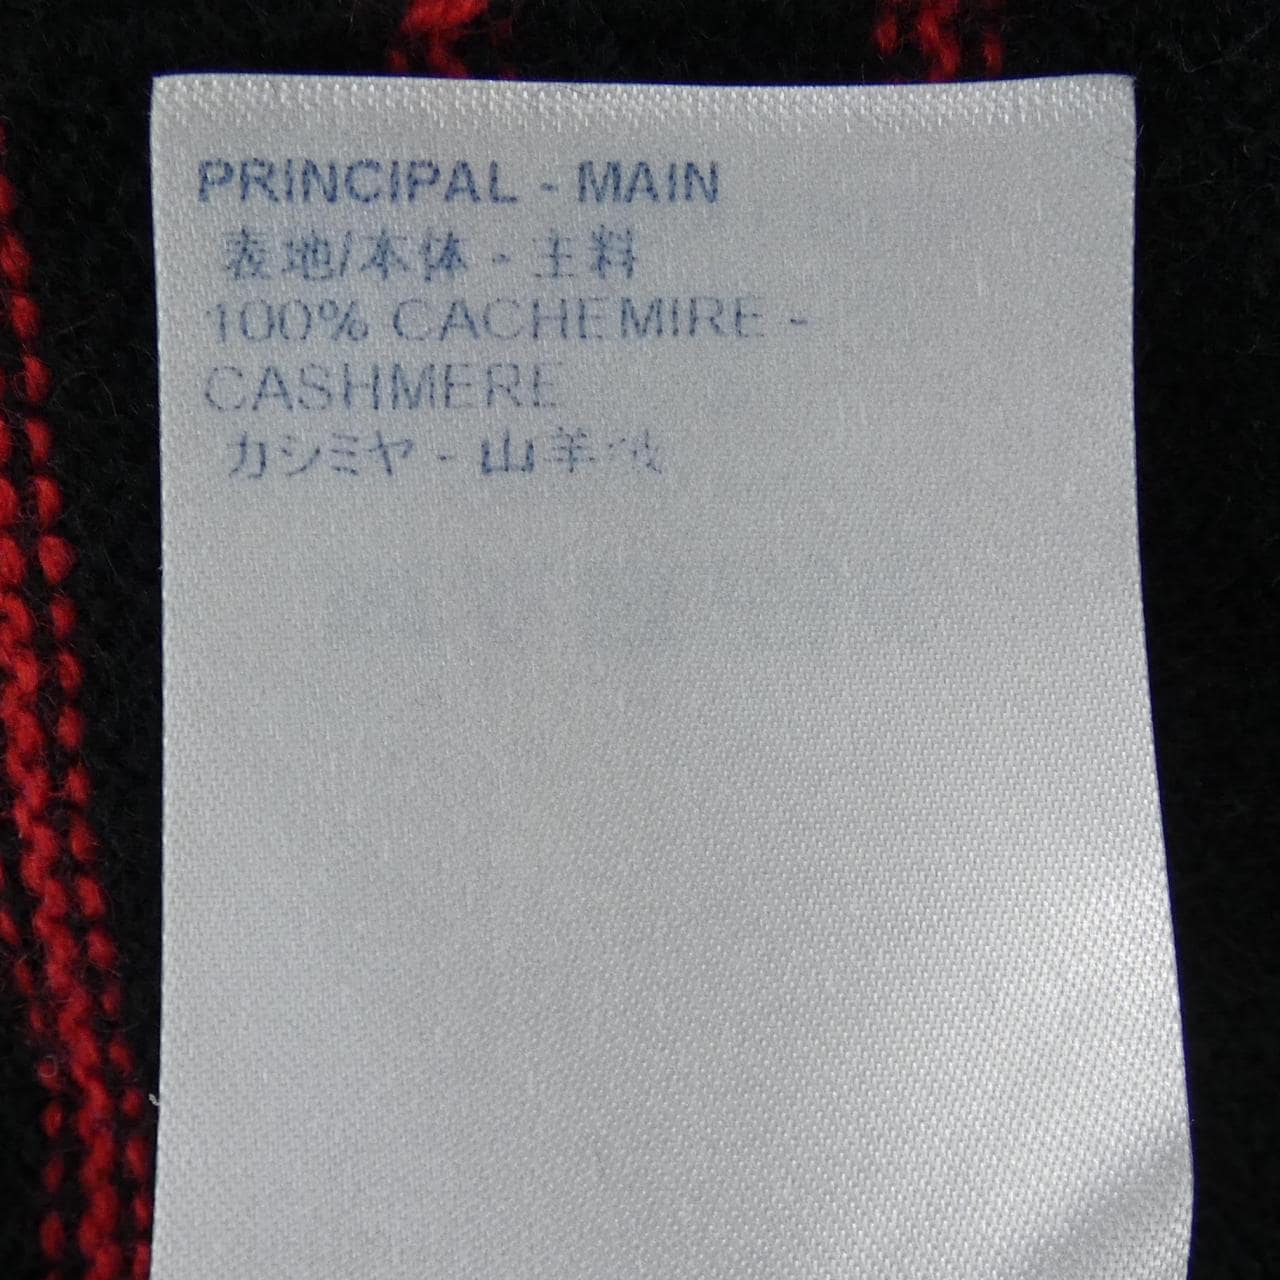 PRINCIPAL - MAIN
表地/本体 - 主料
100% CACHEMIRE -
CASHMERE
カシミヤ - 山羊绒